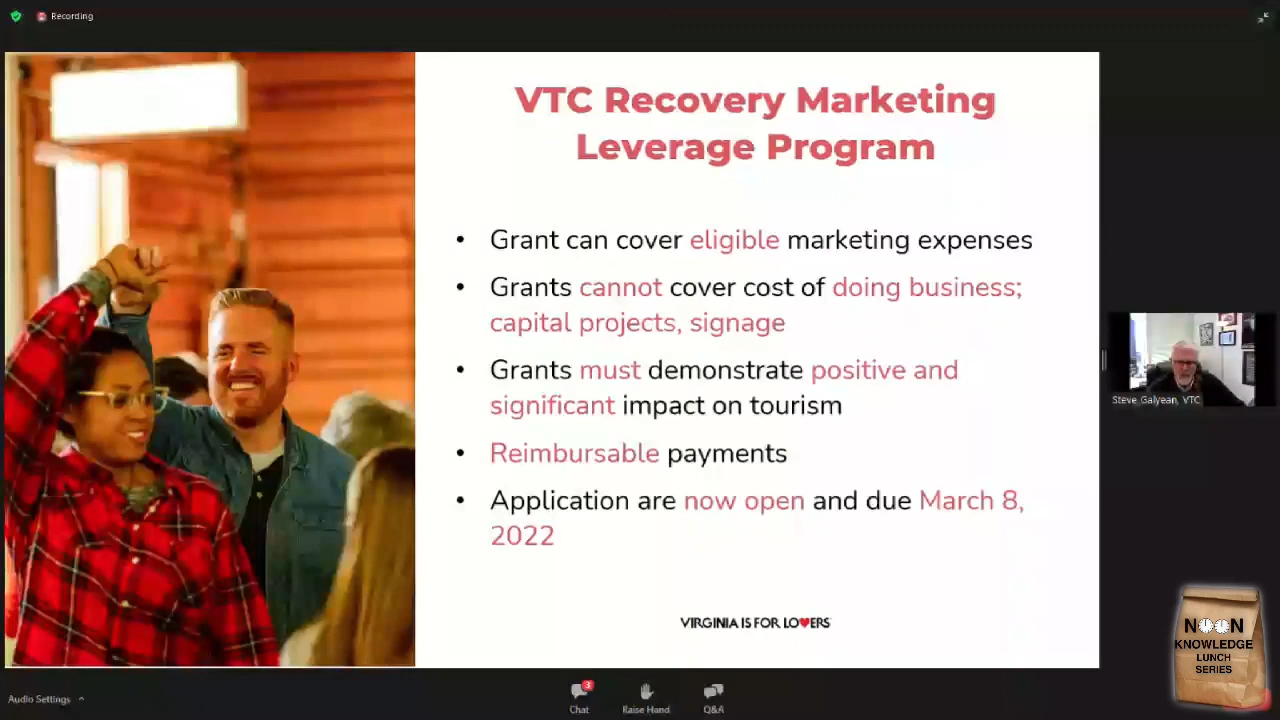 Recording
VTC Recovery Marketing
Leverage Program
• Grant can cover eligible marketing expenses
• Grants cannot cover cost of doing business;
capital projects, signage
• Grants must demonstrate positive and
significant impact on tourism
• Reimbursable payments
• Application are now open and due March 8,
2022
VIRGINIA IS FOR LO♥ERS
Steve Galyean, VTC
NOON
KNOWLEDGE
LUNCH
SERIES
Audio Settings
3
Chat
Raise Hand
Q&A